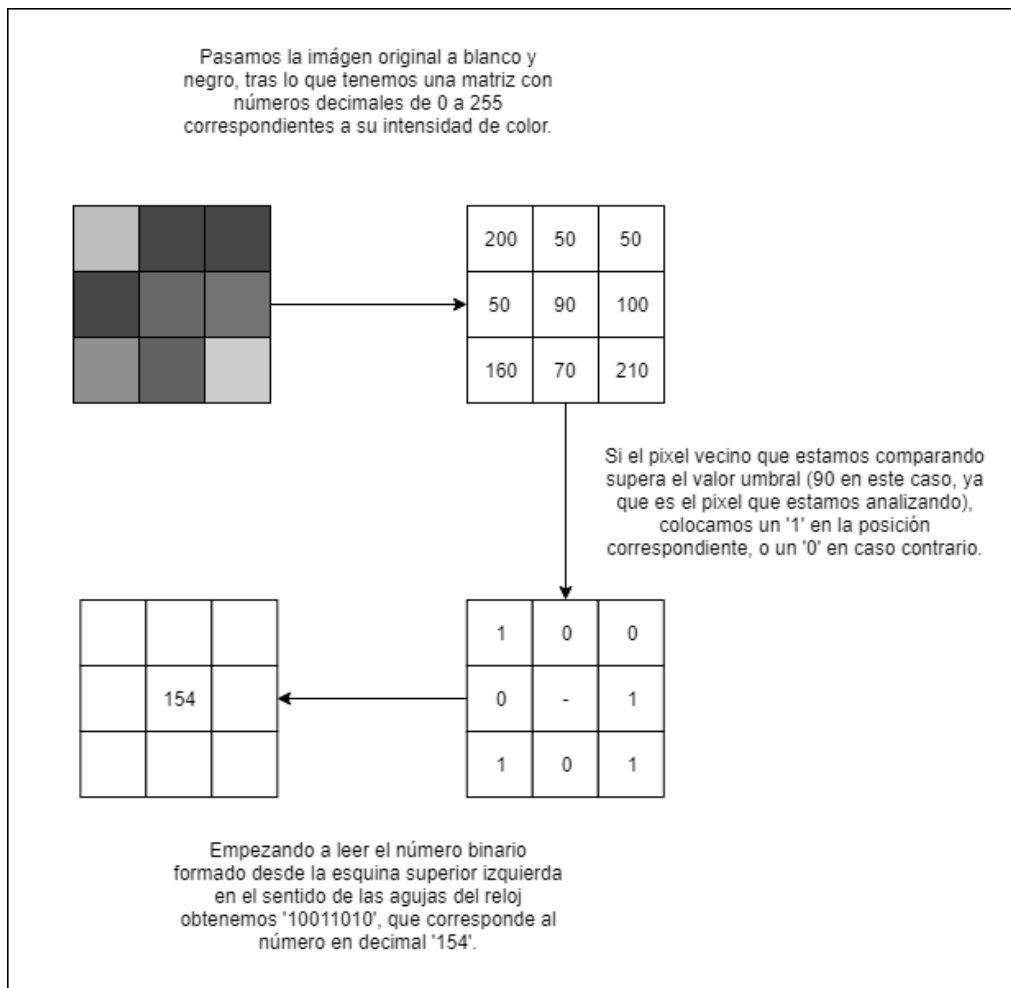 Pasamos la imágen original a blanco y
negro, tras lo que tenemos una matriz con
números decimales de 0 a 255
correspondientes a su intensidad de color.
200 50 50
50 90 100
160 70 210
Si el pixel vecino que estamos comparando
supera el valor umbral (90 en este caso, ya
que es el pixel que estamos analizando),
colocamos un '1' en la posición
correspondiente, o un '0' en caso contrario.
1 0 0
0 - 1
1 0 1
154
Empezando a leer el número binario
formado desde la esquina superior izquierda
en el sentido de las agujas del reloj
obtenemos '10011010', que corresponde al
número en decimal '154'.